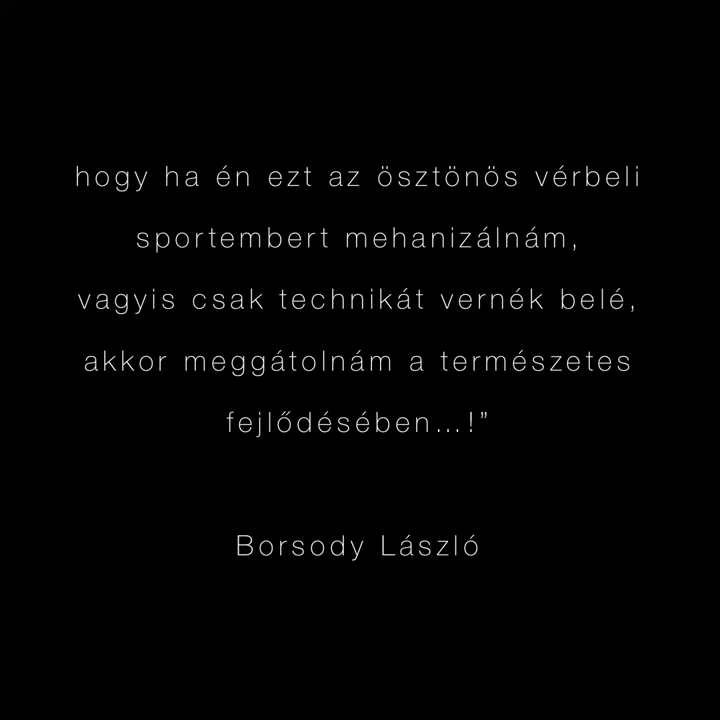 hogy ha én ezt az ösztönös vérbeli
sportembert mehanizálnám,
vagyis csak technikát vernék belé,
akkor meggátolnám a természetes
fejlődésében...!”
Borsody László